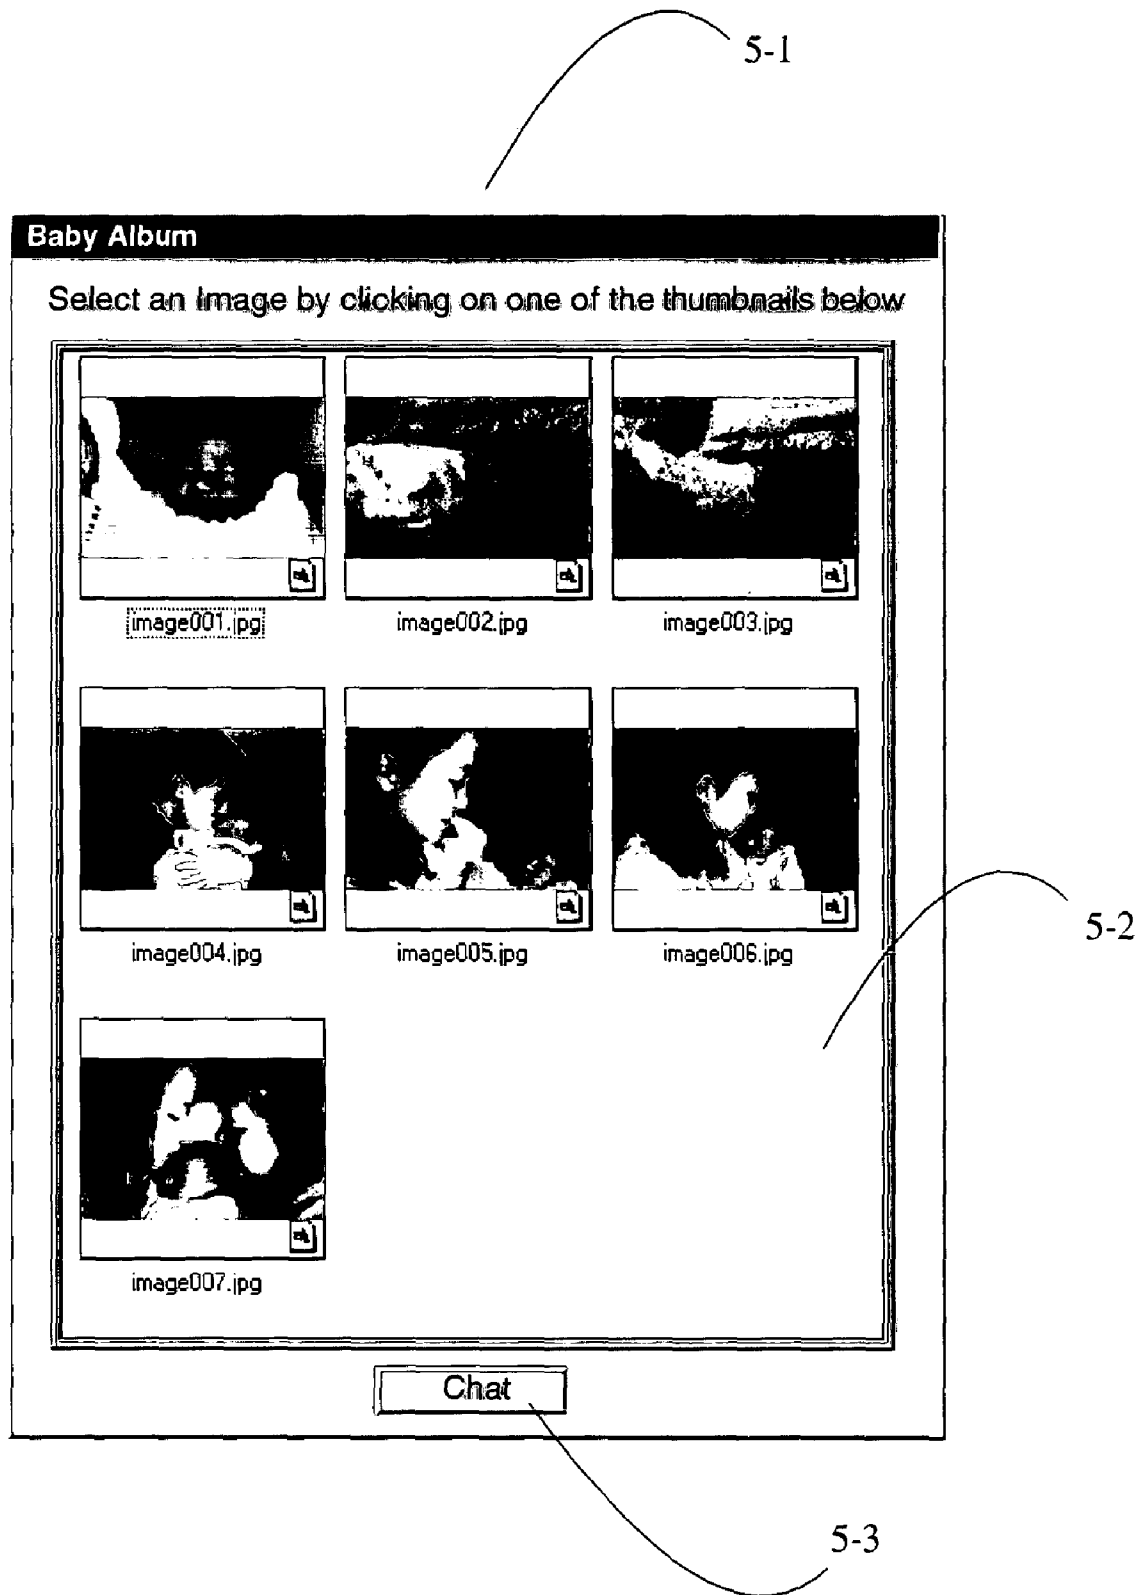 5-1
Baby Album
Select an Image by clicking on one of the thumbnails below
image001.jpg image002.jpg image003.jpg
image004.jpg image005.jpg image006.jpg
5-2
image007.jpg
Chat
5-3